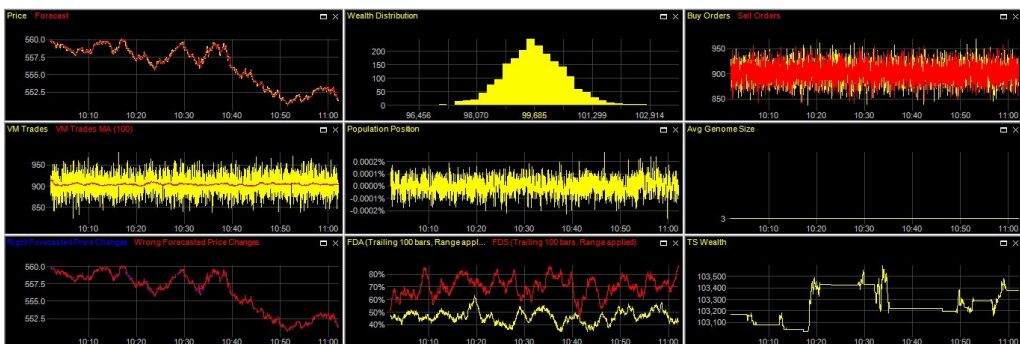 Price Forecast
560.0
557.5
555.0
552.5
10:10 10:20 10:30 10:40 10:50 11:00
Wealth Distribution
200
150
100
50
0
96,456 98,070 99,685 101,299 102,914
Buy Orders Sell Orders
950
900
850
10:10 10:20 10:30 10:40 10:50 11:00
VM Trades VM Trades MA (100)
950
900
850
10:10 10:20 10:30 10:40 10:50 11:00
Population Position
0.0002%
0.0001%
0.0000%
-0.0001%
-0.0002%
10:10 10:20 10:30 10:40 10:50 11:00
Avg Genome Size
3
10:10 10:20 10:30 10:40 10:50 11:00
Right Forecasted Price Changes Wrong Forecasted Price Changes
560.0
557.5
555.0
552.5
10:10 10:20 10:30 10:40 10:50 11:00
FDA (Trailing 100 bars, Range appl... FDS (Trailing 100 bars, Range applied)
80%
70%
60%
50%
40%
10:10 10:20 10:30 10:40 10:50 11:00
TS Wealth
103,500
103,400
103,300
103,200
103,100
10:10 10:20 10:30 10:40 10:50 11:00